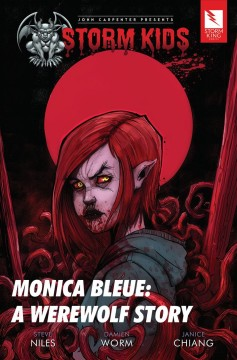 JOHN CARPENTER PRESENTS
STORM KIDS
STORM KING
MONICA BLEUE:
A WEREWOLF STORY
STEVE NILES
DAMIEN WORM
JANICE CHIANG